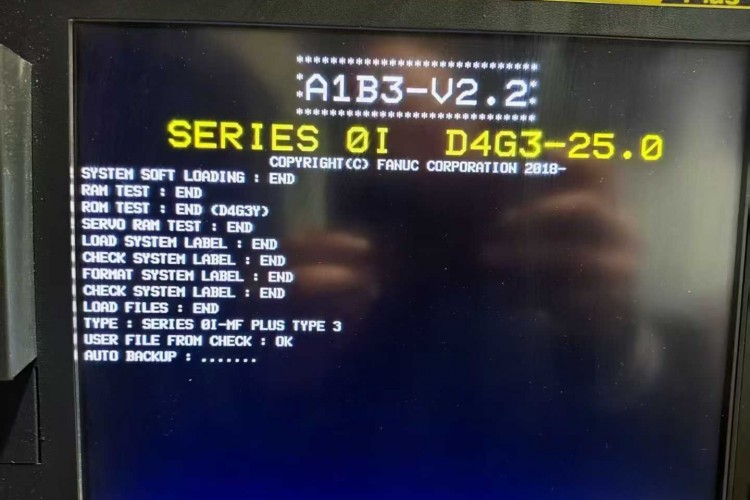 Plus
*******************************
*A1B3-V2.2*
*******************************
SERIES 0I D4G3-25.0
COPYRIGHT(C) FANUC CORPORATION 2018-
SYSTEM SOFT LOADING : END
RAM TEST : END
ROM TEST : END (D4G3Y)
SERVO RAM TEST : END
LOAD SYSTEM LABEL : END
CHECK SYSTEM LABEL : END
FORMAT SYSTEM LABEL : END
CHECK SYSTEM LABEL : END
LOAD FILES : END
TYPE : SERIES 0I-MF PLUS TYPE 3
USER FILE FROM CHECK : OK
AUTO BACKUP : .......